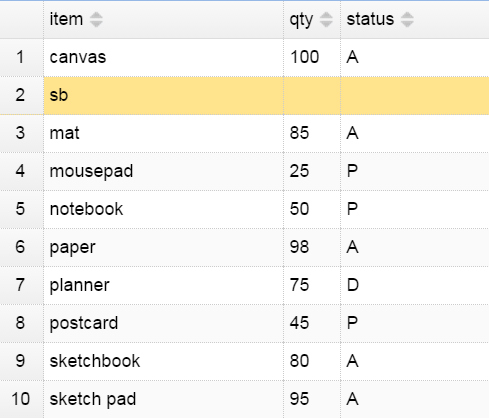 item qty status
1 canvas 100 A
2 sb
3 mat 85 A
4 mousepad 25 P
5 notebook 50 P
6 paper 98 A
7 planner 75 D
8 postcard 45 P
9 sketchbook 80 A
10 sketch pad 95 A